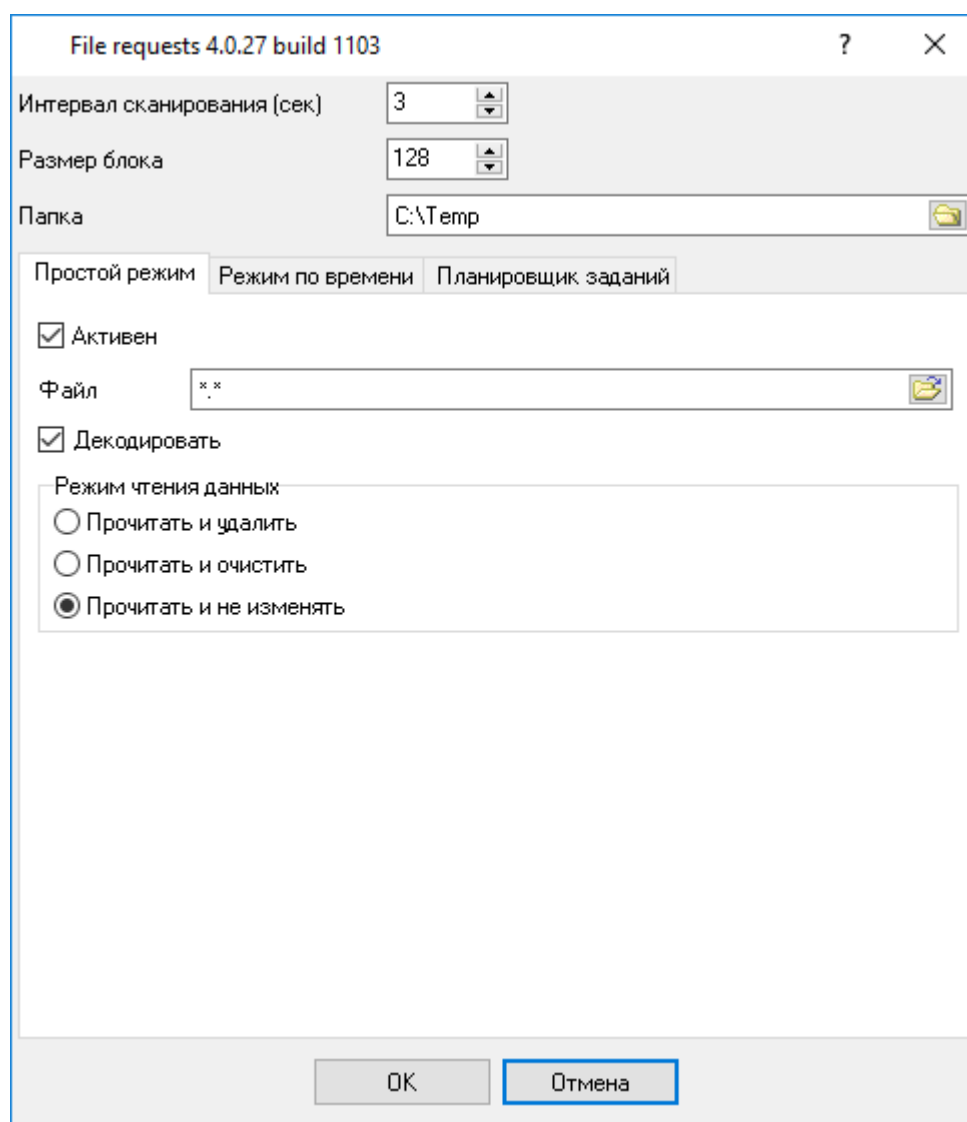 File requests 4.0.27 build 1103 ?
Интервал сканирования (сек) 3
Размер блока 128
Папка C:\Temp
Простой режим Режим по времени Планировщик заданий
Активен
Файл *.*
Декодировать
Режим чтения данных
Прочитать и удалить
Прочитать и очистить
Прочитать и не изменять
OK Отмена